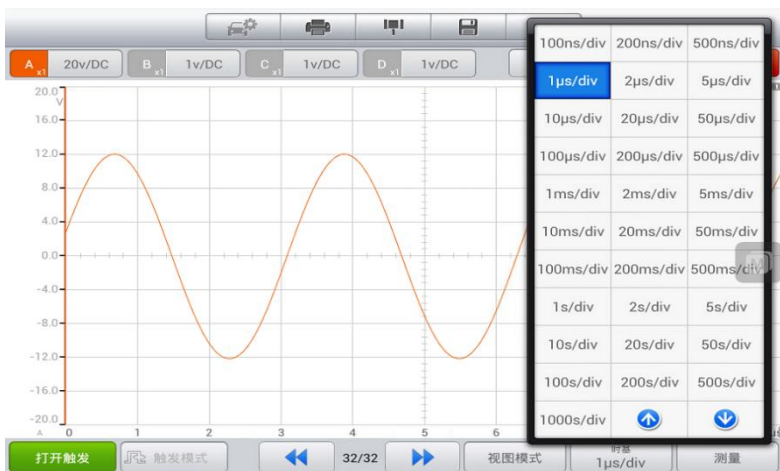 100ns/div 200ns/div 500ns/div
A x1 20v/DC B x1 1v/DC C x1 1v/DC D x1 1v/DC
1μs/div 2μs/div 5μs/div
20.0
V
16.0
10μs/div 20μs/div 50μs/div
12.0
100μs/div 200μs/div 500μs/div
8.0
1ms/div 2ms/div 5ms/div
4.0
10ms/div 20ms/div 50ms/div
0.0
100ms/div 200ms/div 500ms/div
M
-4.0
1s/div 2s/div 5s/div
-8.0
10s/div 20s/div 50s/div
-12.0
100s/div 200s/div 500s/div
-16.0
1000s/div
-20.0
A 0 1 2 3 4 5 6
打开触发 触发模式 32/32 视图模式 时基 测量
1μs/div